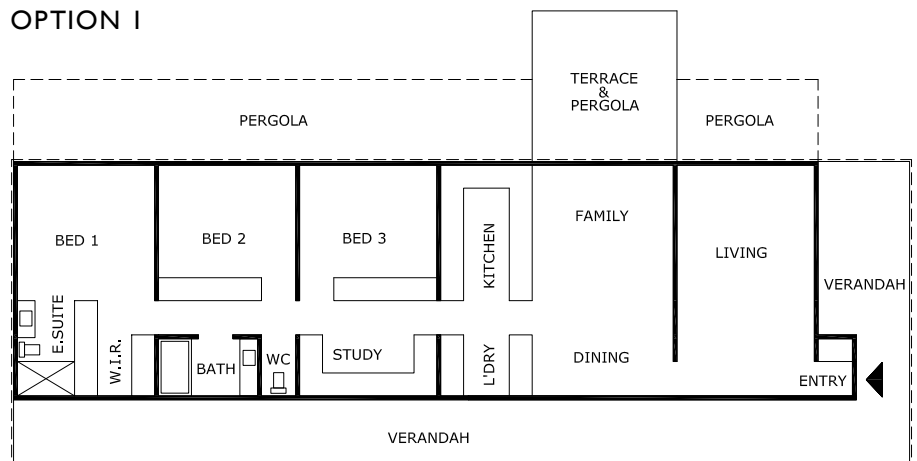 OPTION 1
TERRACE
&
PERGOLA
PERGOLA
PERGOLA
FAMILY
BED 1
BED 2
BED 3
KITCHEN
LIVING
VERANDAH
E.SUITE
W.I.R.
BATH
WC
STUDY
L'DRY
DINING
ENTRY
VERANDAH